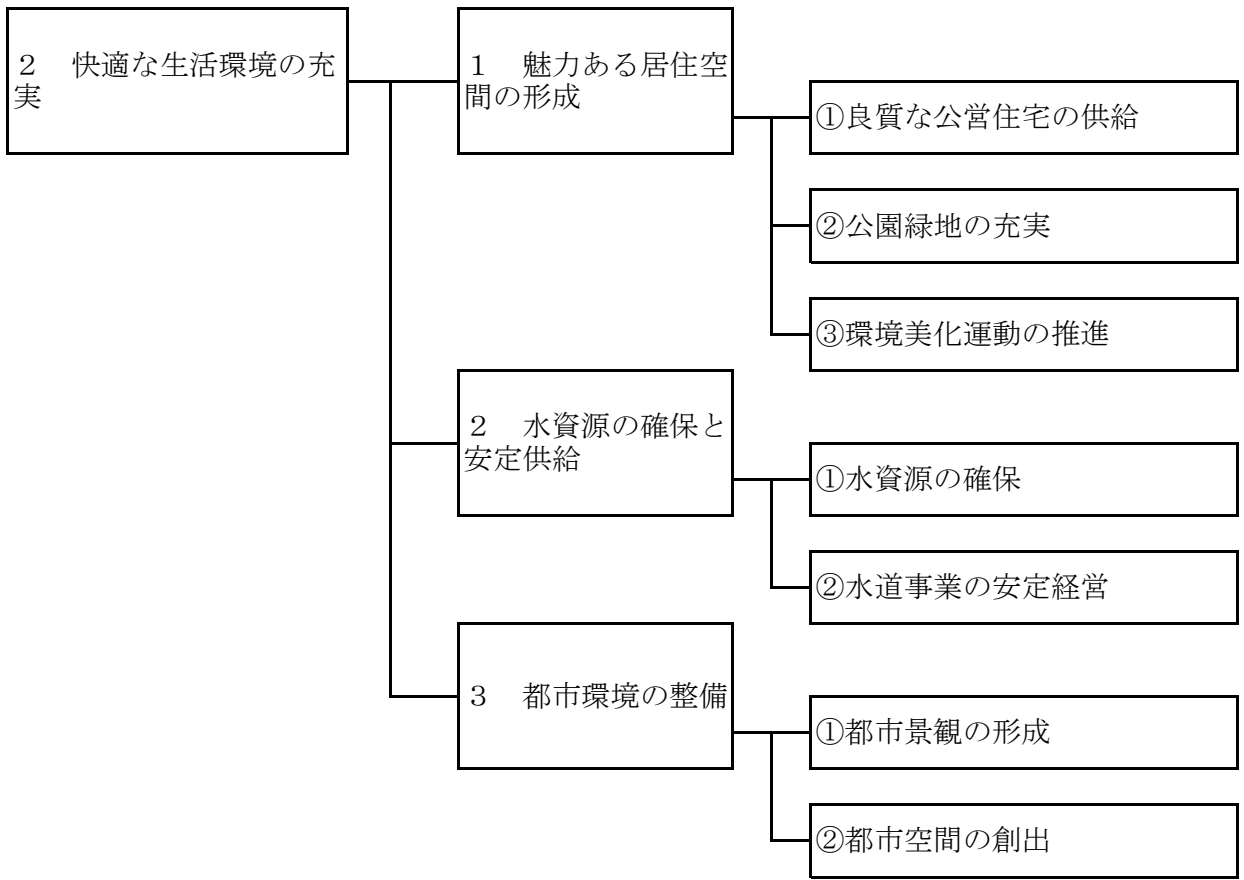 ２　快適な生活環境の充
実
１　魅力ある居住空
間の形成
①良質な公営住宅の供給
②公園緑地の充実
③環境美化運動の推進
２　水資源の確保と
安定供給
①水資源の確保
②水道事業の安定経営
３　都市環境の整備
①都市景観の形成
②都市空間の創出